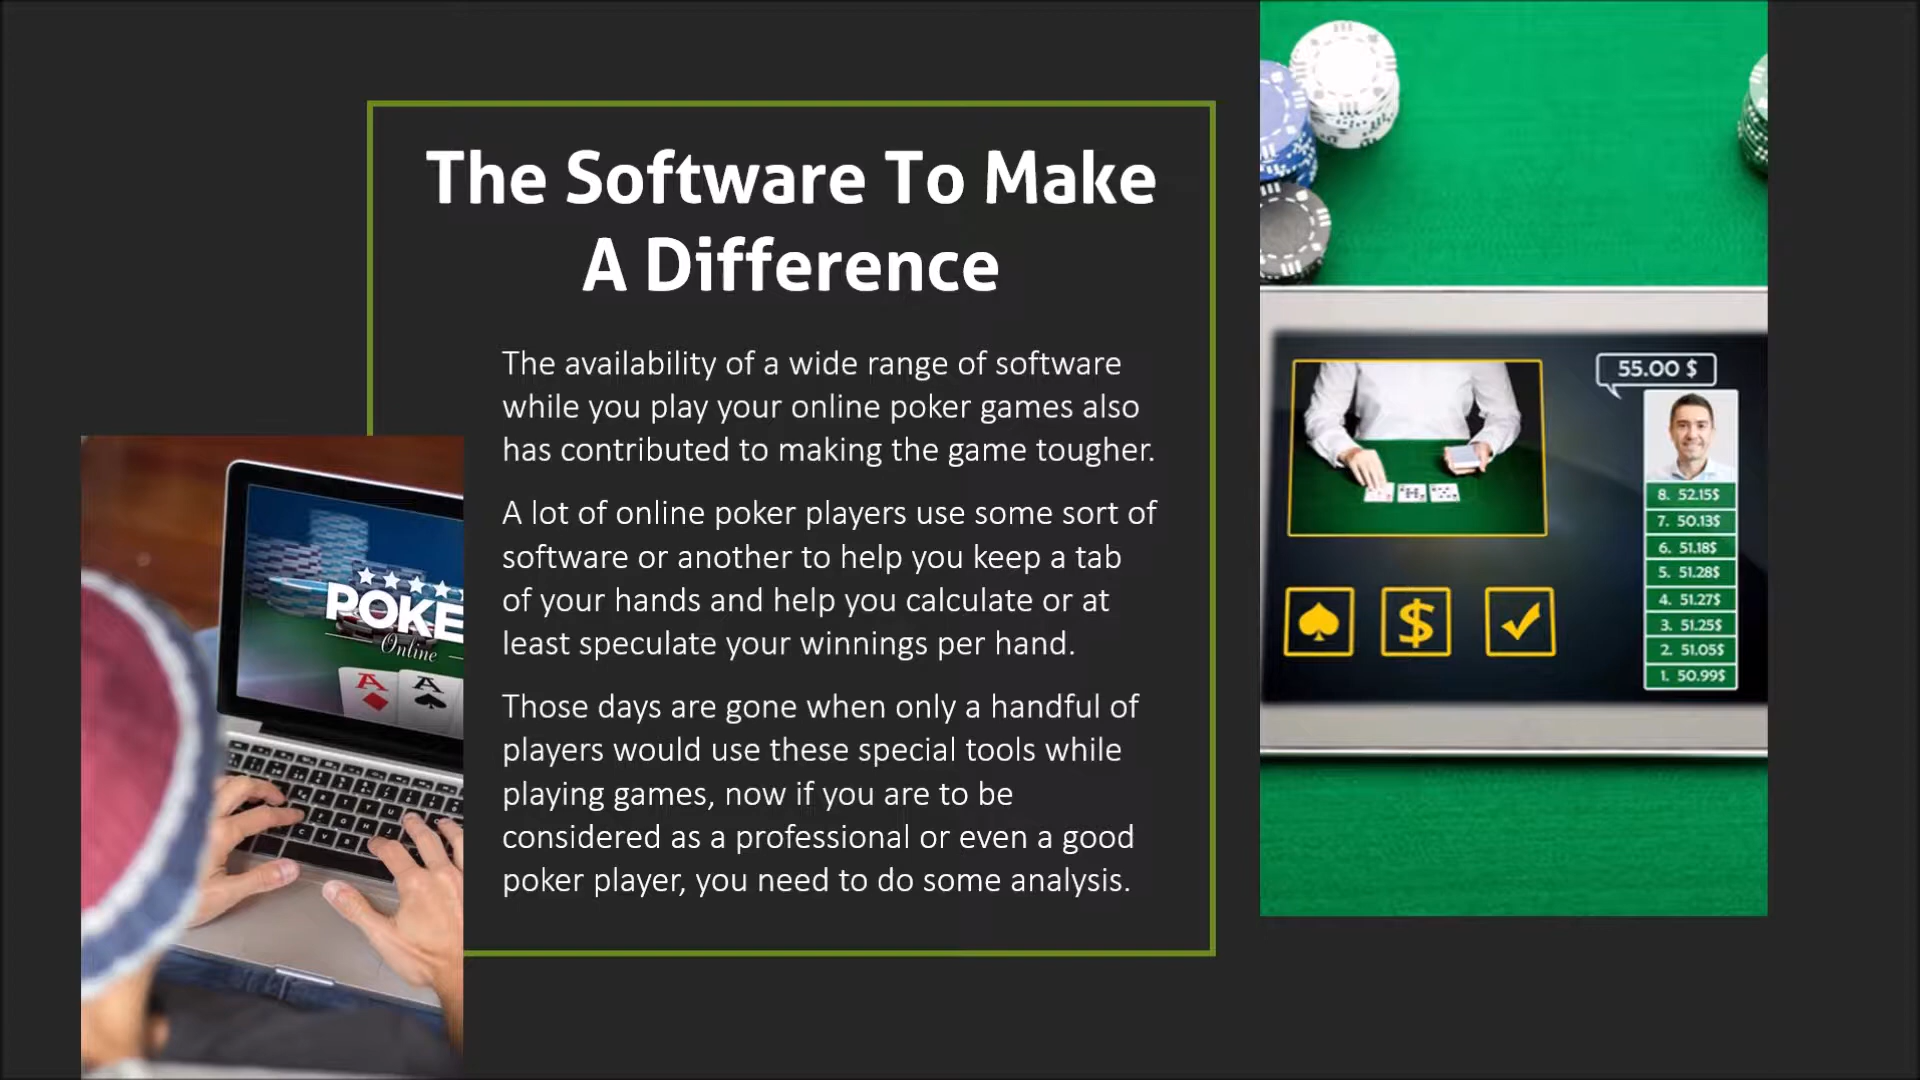 The Software To Make
A Difference
The availability of a wide range of software
while you play your online poker games also
has contributed to making the game tougher.
A lot of online poker players use some sort of
software or another to help you keep a tab
of your hands and help you calculate or at
least speculate your winnings per hand.
Those days are gone when only a handful of
players would use these special tools while
playing games, now if you are to be
considered as a professional or even a good
poker player, you need to do some analysis.
POKE
Online
A A
55.00 $
$
8. 52.15$
7. 50.13$
6. 51.18$
5. 51.28$
4. 51.27$
3. 51.25$
2. 51.05$
1. 50.99$